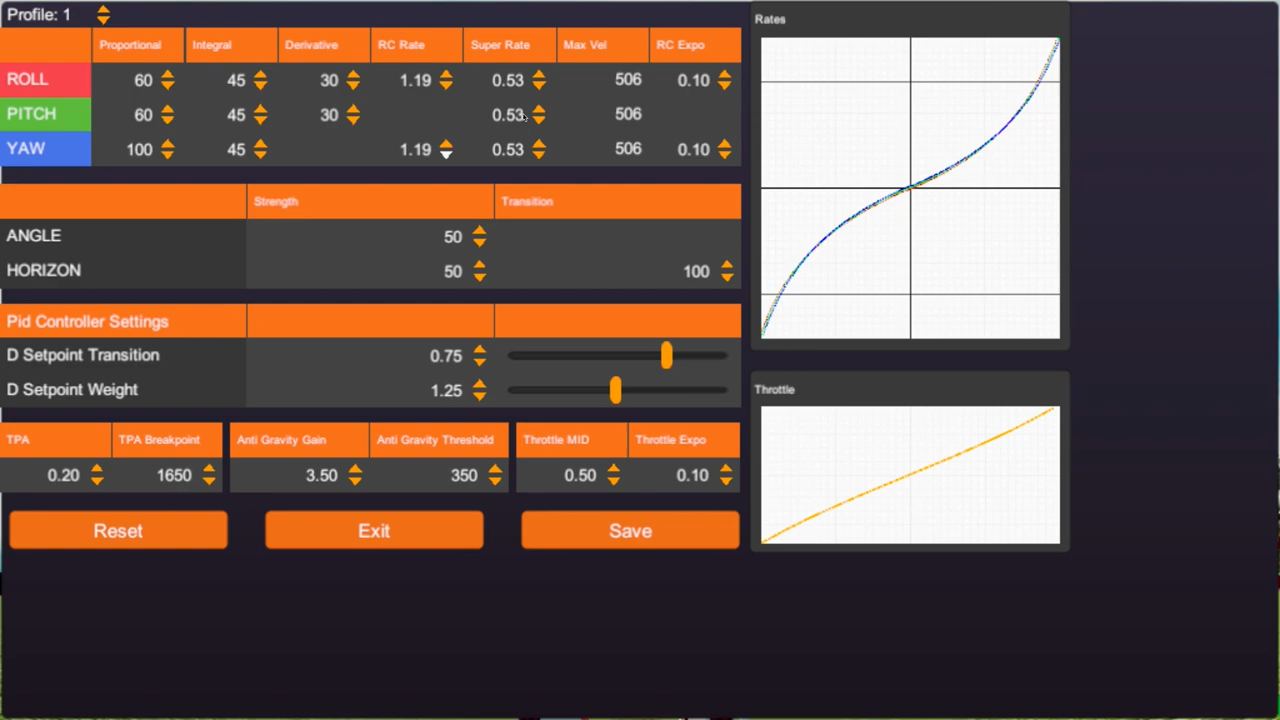 Profile: 1
Proportional Integral Derivative RC Rate Super Rate Max Vel RC Expo
ROLL 60 45 30 1.19 0.53 506 0.10
PITCH 60 45 30 0.53 506
YAW 100 45 1.19 0.53 506 0.10
Strength Transition
ANGLE 50
HORIZON 50 100
Pid Controller Settings
D Setpoint Transition 0.75
D Setpoint Weight 1.25
TPA TPA Breakpoint Anti Gravity Gain Anti Gravity Threshold Throttle MID Throttle Expo
0.20 1650 3.50 350 0.50 0.10
Reset Exit Save
Rates
Throttle